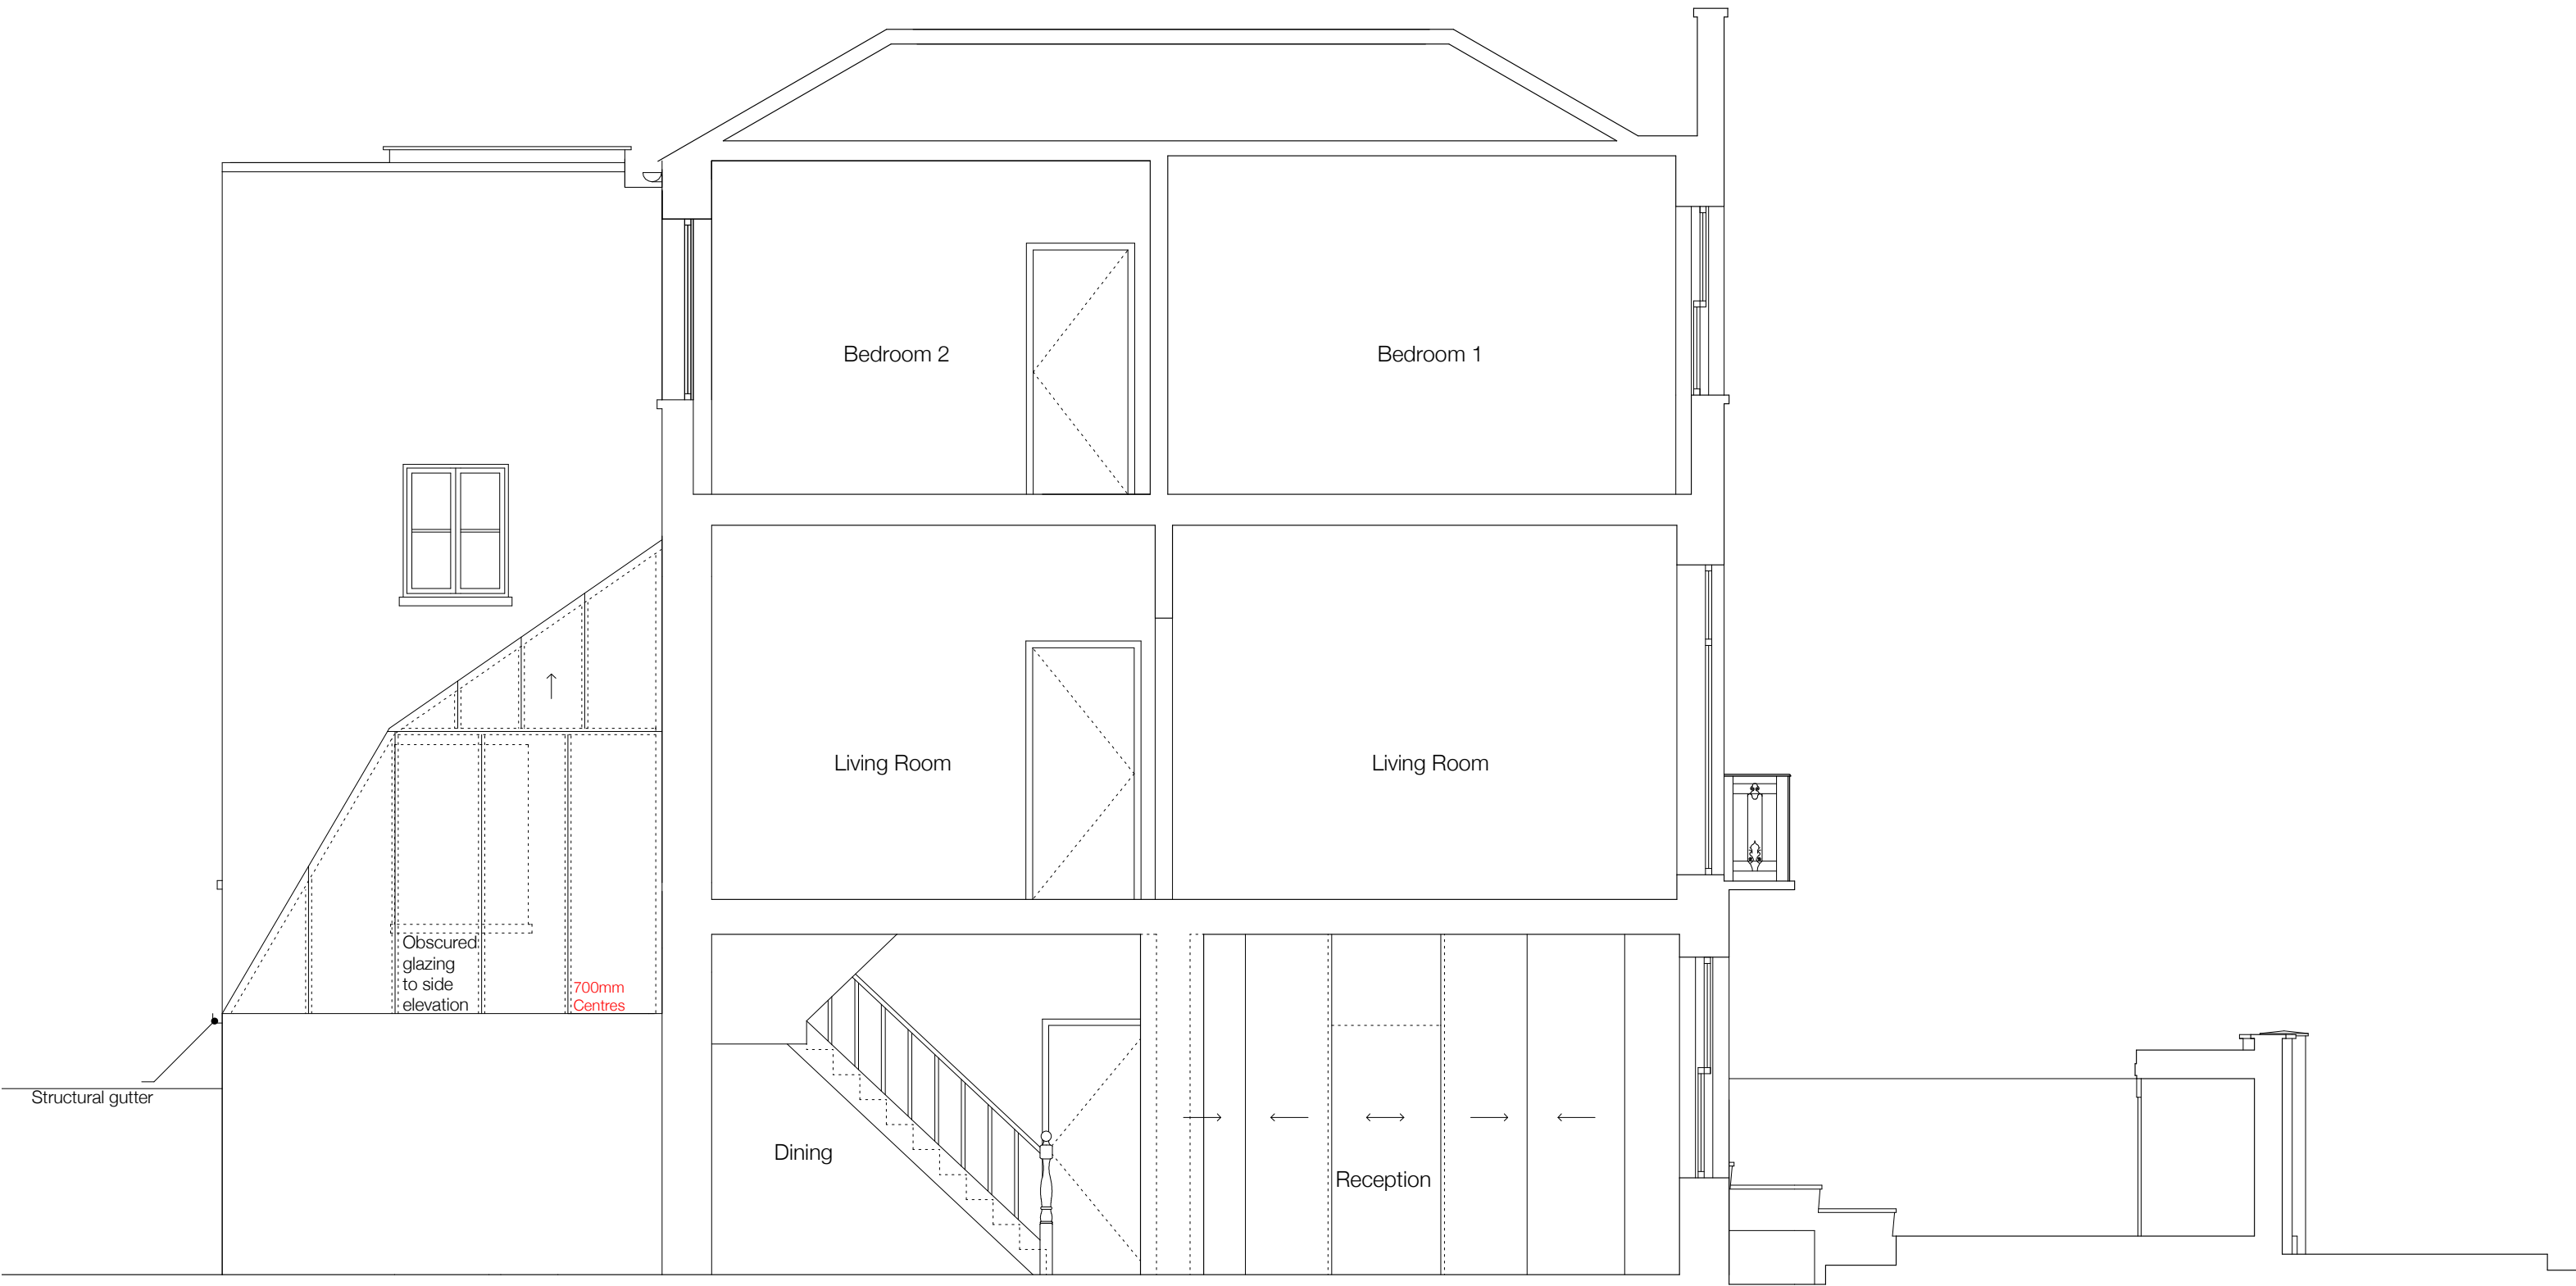 Bedroom 2
Bedroom 1
Living Room
Living Room
Obscured
glazing
to side
elevation
700mm
Centres
Structural gutter
Dining
Reception